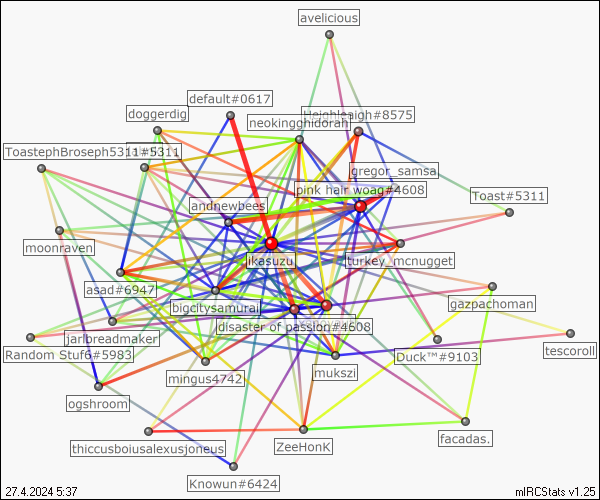 avelicious
default#0617
doggerdig
Heighleaigh#8575
neokingghidorah
ToastephBroseph5311
#5311
gregor_samsa
pink hair woag#4608
Toast#5311
andnewbees
moonraven
ikasuzu
turkey_mcnugget
asad#6947
bigcitysamurai
gazpachoman
disaster of passion#4608
jarlbreadmaker
tescoroll
Random Stuff#5983
Duck™#9103
mingus4742
mukszi
ogshroom
facadas.
thiccusboiusalexusjoneus
ZeeHonK
Knowun#6424
27.4.2024 5:37
mIRCStats v1.25